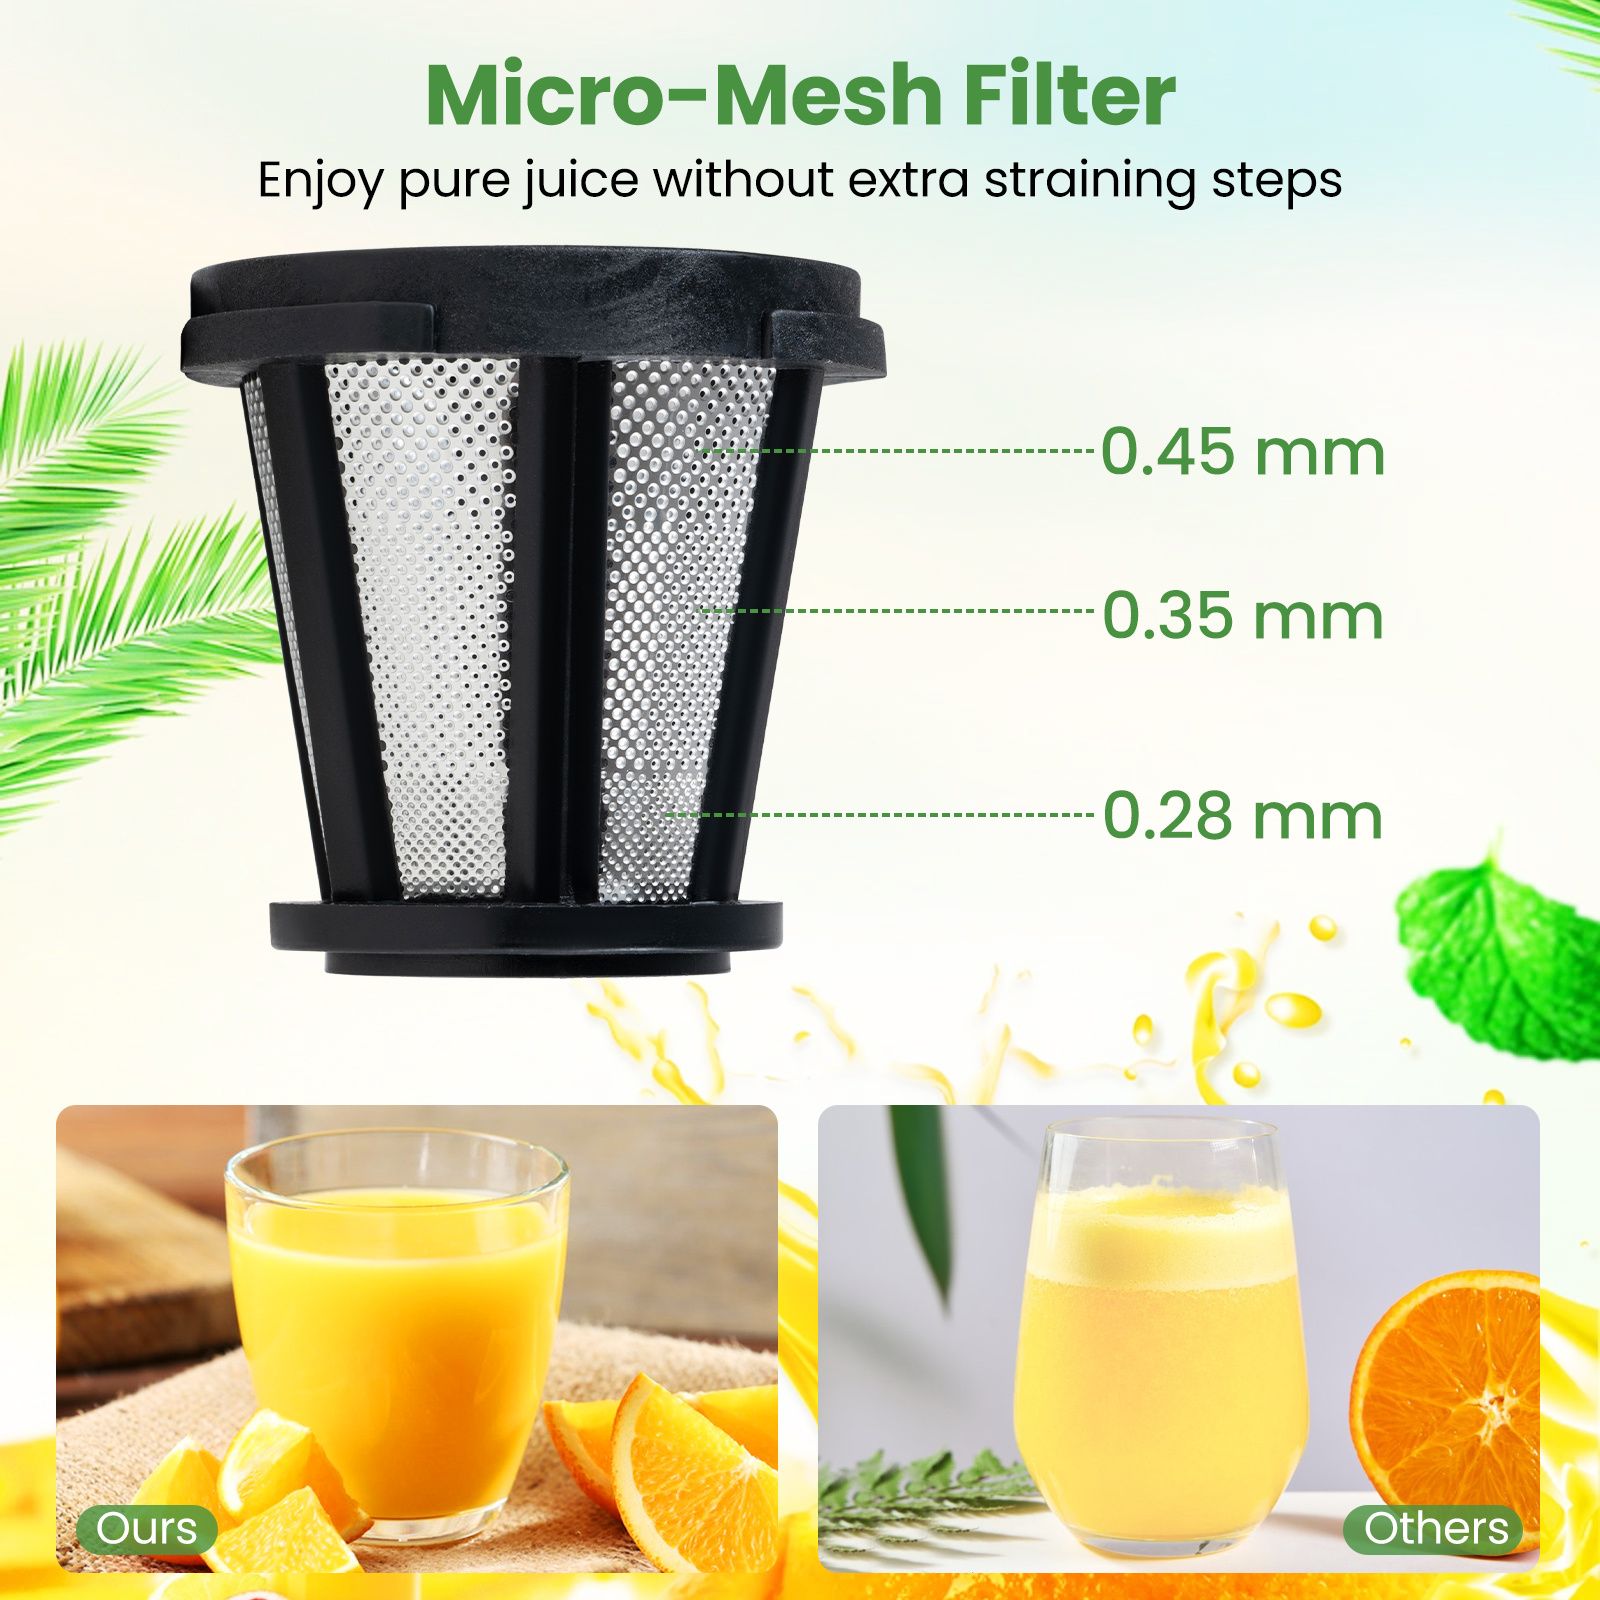 Micro-Mesh Filter
Enjoy pure juice without extra straining steps
0.45 mm
0.35 mm
0.28 mm
Ours
Others